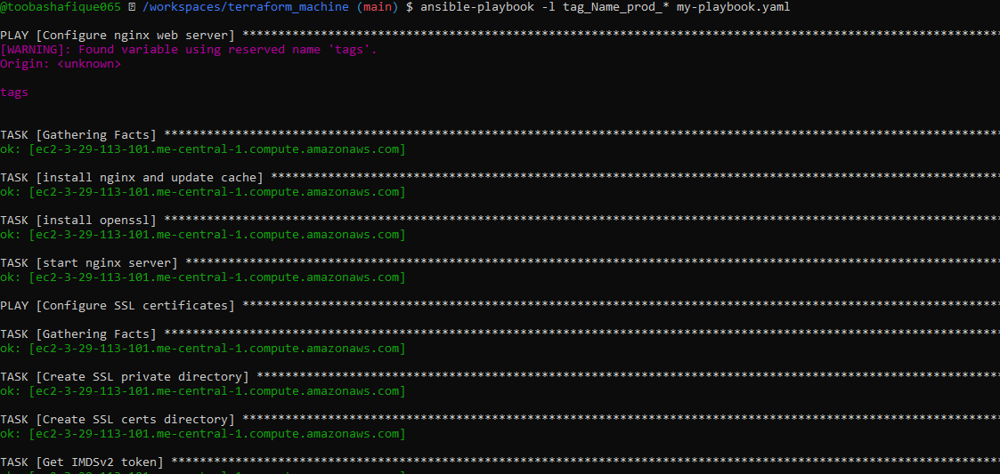 @toobashafique065 /workspaces/terraform_machine (main) $ ansible-playbook -l tag_Name_prod_* my-playbook.yaml
PLAY [Configure nginx web server] **********************************************************************************************************
[WARNING]: Found variable using reserved name 'tags'.
Origin: <unknown>
tags
TASK [Gathering Facts] *********************************************************************************************************************
ok: [ec2-3-29-113-101.me-central-1.compute.amazonaws.com]
TASK [install nginx and update cache] ******************************************************************************************************
ok: [ec2-3-29-113-101.me-central-1.compute.amazonaws.com]
TASK [install openssl] *********************************************************************************************************************
ok: [ec2-3-29-113-101.me-central-1.compute.amazonaws.com]
TASK [start nginx server] ******************************************************************************************************************
ok: [ec2-3-29-113-101.me-central-1.compute.amazonaws.com]
PLAY [Configure SSL certificates] **********************************************************************************************************
TASK [Gathering Facts] *********************************************************************************************************************
ok: [ec2-3-29-113-101.me-central-1.compute.amazonaws.com]
TASK [Create SSL private directory] ********************************************************************************************************
ok: [ec2-3-29-113-101.me-central-1.compute.amazonaws.com]
TASK [Create SSL certs directory] **********************************************************************************************************
ok: [ec2-3-29-113-101.me-central-1.compute.amazonaws.com]
TASK [Get IMDSv2 token] ********************************************************************************************************************